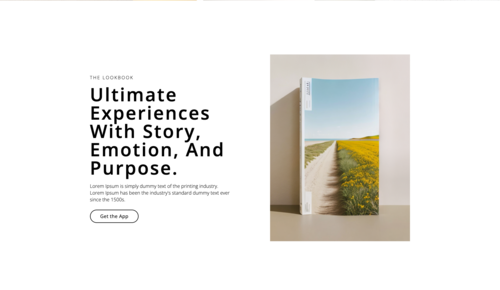 THE LOOKBOOK
Ultimate
Experiences
With Story,
Emotion, And
Purpose.
Lorem Ipsum is simply dummy text of the printing industry.
Lorem Ipsum has been the industry's standard dummy text ever
since the 1500s.
Get the App